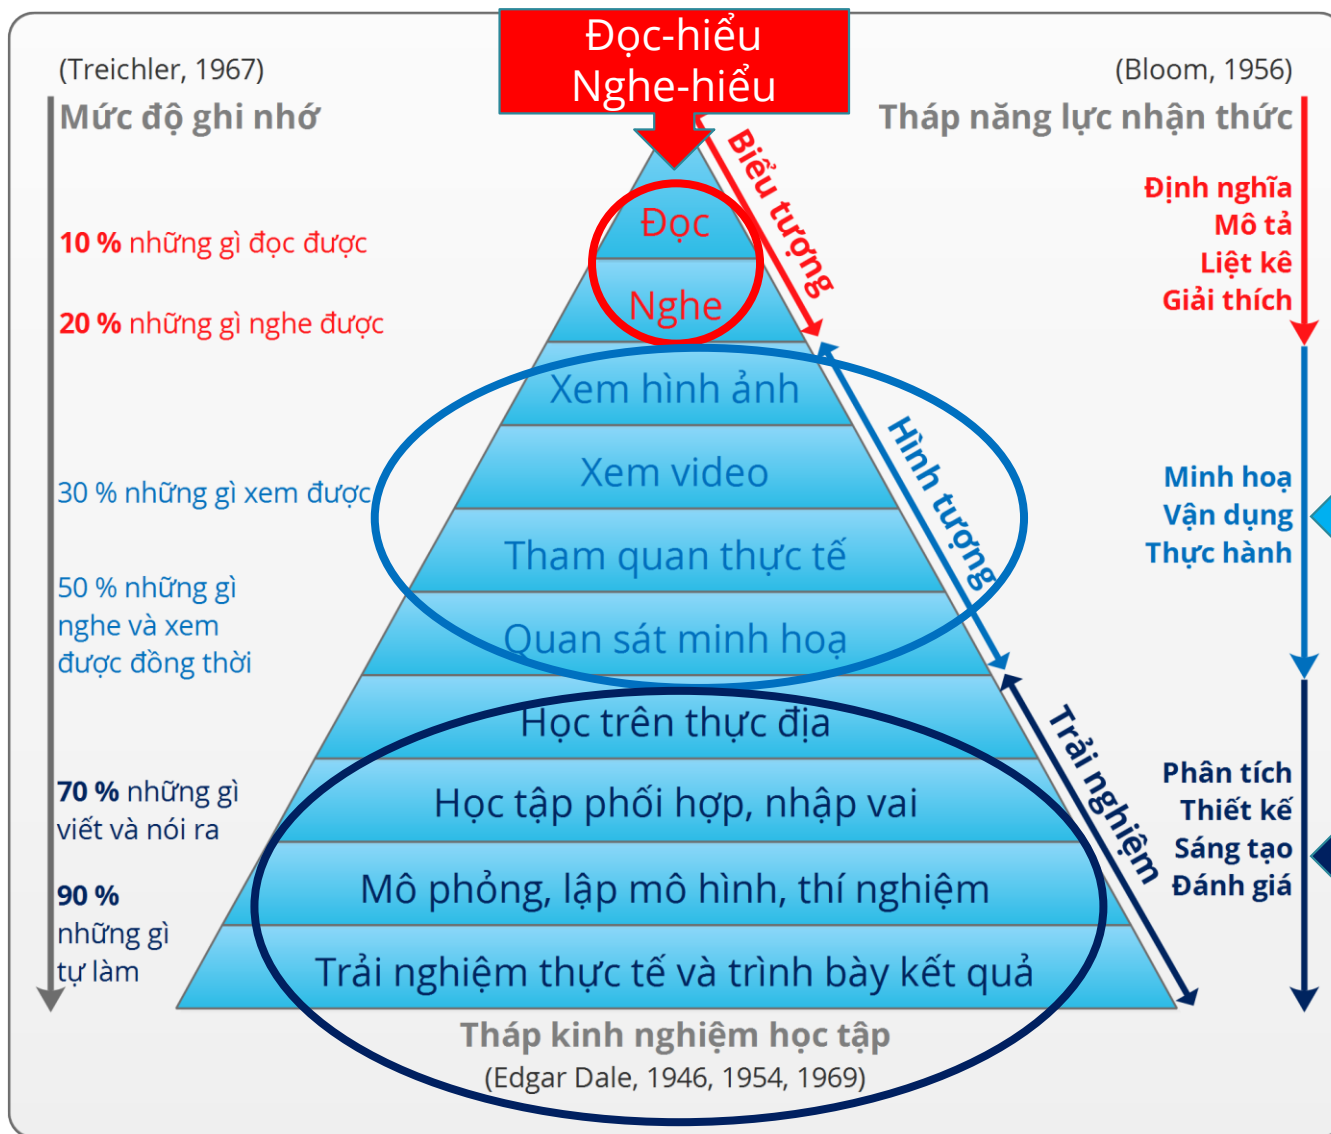 Đọc-hiểu
Nghe-hiểu
(Treichler, 1967)
Mức độ ghi nhớ
10 % những gì đọc được
20 % những gì nghe được
30 % những gì xem được
50 % những gì
nghe và xem
được đồng thời
70 % những gì
viết và nói ra
90 %
những gì
tự làm
Đọc
Nghe
Xem hình ảnh
Xem video
Tham quan thực tế
Quan sát minh hoạ
Học trên thực địa
Học tập phối hợp, nhập vai
Mô phỏng, lập mô hình, thí nghiệm
Trải nghiệm thực tế và trình bày kết quả
Tháp kinh nghiệm học tập
(Edgar Dale, 1946, 1954, 1969)
Biểu tượng
Hình tượng
Trải nghiệm
(Bloom, 1956)
Tháp năng lực nhận thức
Định nghĩa
Mô tả
Liệt kê
Giải thích
Minh hoạ
Vận dụng
Thực hành
Phân tích
Thiết kế
Sáng tạo
Đánh giá